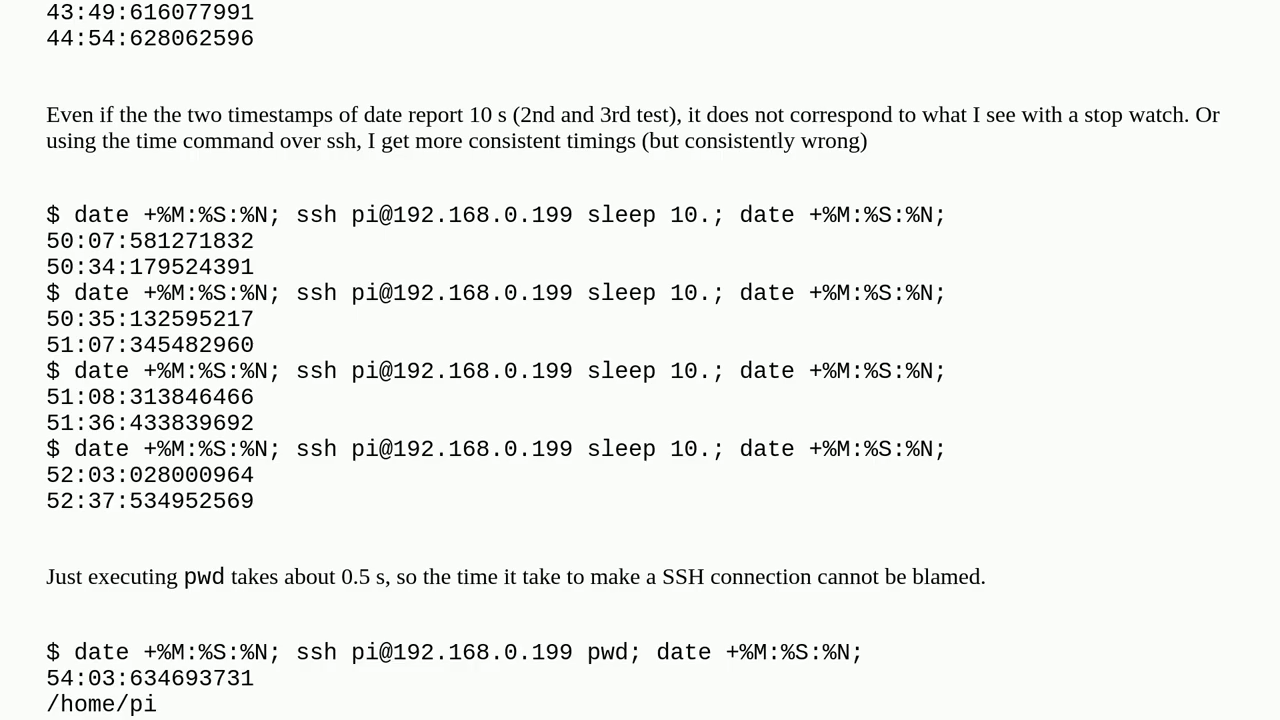 43:49:616077991
44:54:628062596
Even if the the two timestamps of date report 10 s (2nd and 3rd test), it does not correspond to what I see with a stop watch. Or
using the time command over ssh, I get more consistent timings (but consistently wrong)
$ date +%M:%S:%N; ssh pi@192.168.0.199 sleep 10.; date +%M:%S:%N;
50:07:581271832
50:34:179524391
$ date +%M:%S:%N; ssh pi@192.168.0.199 sleep 10.; date +%M:%S:%N;
50:35:132595217
51:07:345482960
$ date +%M:%S:%N; ssh pi@192.168.0.199 sleep 10.; date +%M:%S:%N;
51:08:313846466
51:36:433839692
$ date +%M:%S:%N; ssh pi@192.168.0.199 sleep 10.; date +%M:%S:%N;
52:03:028000964
52:37:534952569
Just executing pwd takes about 0.5 s, so the time it take to make a SSH connection cannot be blamed.
$ date +%M:%S:%N; ssh pi@192.168.0.199 pwd; date +%M:%S:%N;
54:03:634693731
/home/pi